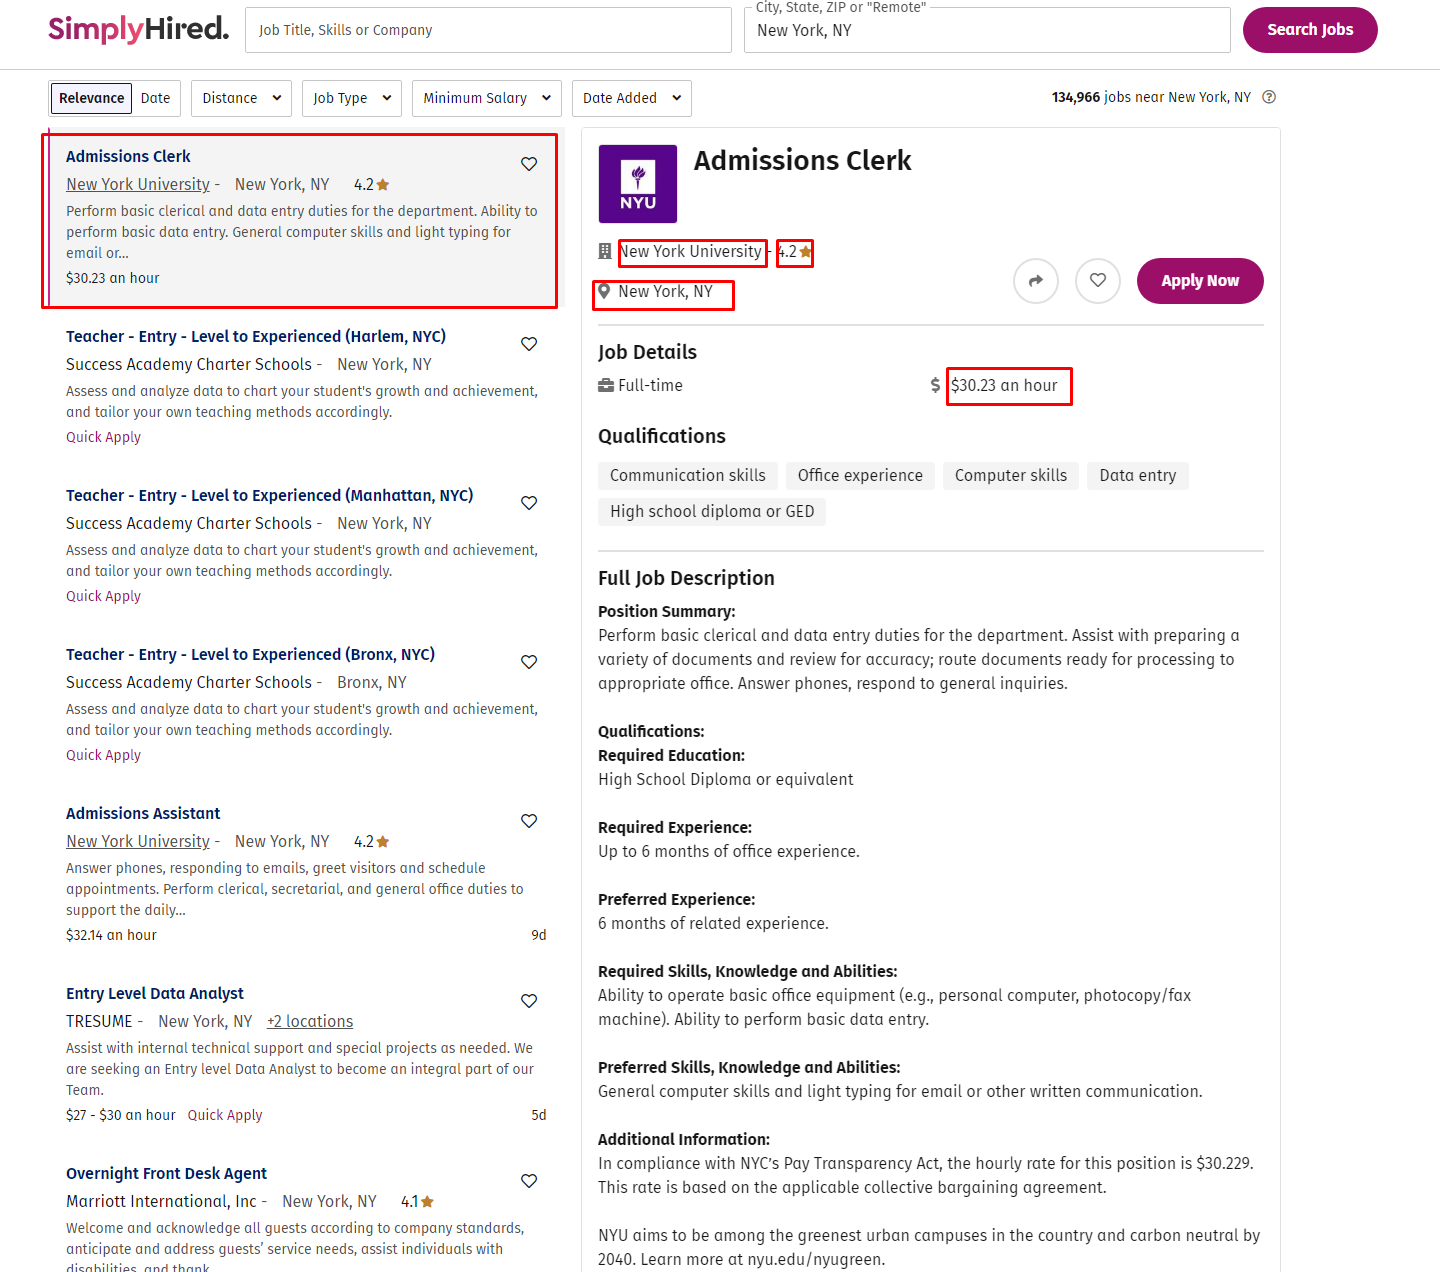 SimplyHired.
Job Title, Skills or Company
City, State, ZIP or "Remote"
New York, NY
Search Jobs
Relevance Date Distance Job Type Minimum Salary Date Added
134,966 jobs near New York, NY
Admissions Clerk
New York University - New York, NY 4.2
Perform basic clerical and data entry duties for the department. Ability to
perform basic data entry. General computer skills and light typing for
email or...
$30.23 an hour
Teacher - Entry - Level to Experienced (Harlem, NYC)
Success Academy Charter Schools - New York, NY
Assess and analyze data to chart your student's growth and achievement,
and tailor your own teaching methods accordingly.
Quick Apply
Teacher - Entry - Level to Experienced (Manhattan, NYC)
Success Academy Charter Schools - New York, NY
Assess and analyze data to chart your student's growth and achievement,
and tailor your own teaching methods accordingly.
Quick Apply
Teacher - Entry - Level to Experienced (Bronx, NYC)
Success Academy Charter Schools - Bronx, NY
Assess and analyze data to chart your student's growth and achievement,
and tailor your own teaching methods accordingly.
Quick Apply
Admissions Assistant
New York University - New York, NY 4.2
Answer phones, responding to emails, greet visitors and schedule
appointments. Perform clerical, secretarial, and general office duties to
support the daily...
$32.14 an hour 9d
Entry Level Data Analyst
TRESUME - New York, NY +2 locations
Assist with internal technical support and special projects as needed. We
are seeking an Entry level Data Analyst to become an integral part of our
Team.
$27 - $30 an hour Quick Apply 5d
Overnight Front Desk Agent
Marriott International, Inc - New York, NY 4.1
Welcome and acknowledge all guests according to company standards,
anticipate and address guests' service needs, assist individuals with
disabilities, and thank
NYU
Admissions Clerk
New York University - 4.2
New York, NY
Apply Now
Job Details
Full-time
$ $30.23 an hour
Qualifications
Communication skills Office experience Computer skills Data entry
High school diploma or GED
Full Job Description
Position Summary:
Perform basic clerical and data entry duties for the department. Assist with preparing a
variety of documents and review for accuracy; route documents ready for processing to
appropriate office. Answer phones, respond to general inquiries.
Qualifications:
Required Education:
High School Diploma or equivalent
Required Experience:
Up to 6 months of office experience.
Preferred Experience:
6 months of related experience.
Required Skills, Knowledge and Abilities:
Ability to operate basic office equipment (e.g., personal computer, photocopy/fax
machine). Ability to perform basic data entry.
Preferred Skills, Knowledge and Abilities:
General computer skills and light typing for email or other written communication.
Additional Information:
In compliance with NYC's Pay Transparency Act, the hourly rate for this position is $30.229.
This rate is based on the applicable collective bargaining agreement.
NYU aims to be among the greenest urban campuses in the country and carbon neutral by
2040. Learn more at nyu.edu/nyugreen.